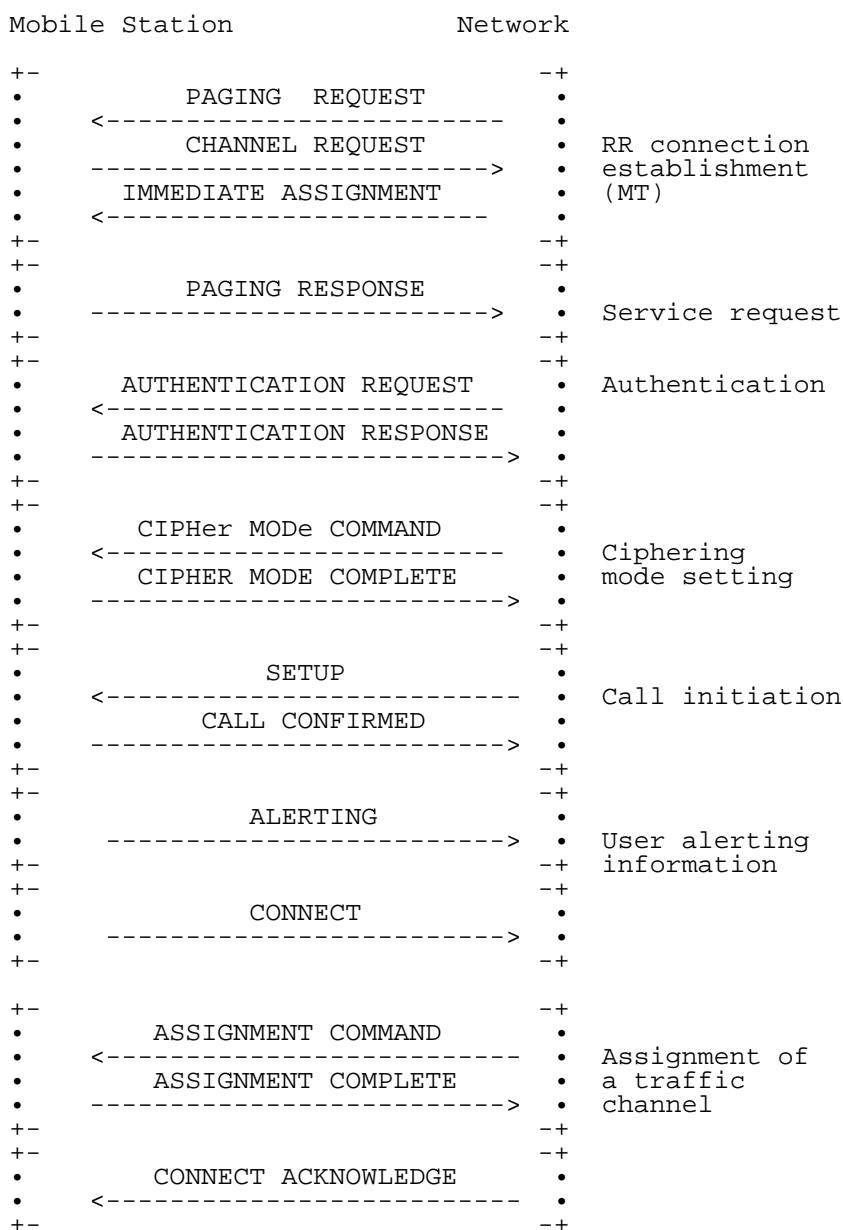 Mobile Station Network
+- -+
• PAGING REQUEST •
• <------------------------- •
• CHANNEL REQUEST • RR connection
• -------------------------> • establishment
• IMMEDIATE ASSIGNMENT • (MT)
• <------------------------ •
+- -+
+- -+
• PAGING RESPONSE •
• -------------------------> • Service request
+- -+
+- -+
• AUTHENTICATION REQUEST • Authentication
• <------------------------- •
• AUTHENTICATION RESPONSE •
• --------------------------> •
+- -+
+- -+
• CIPHer MODe COMMAND •
• <------------------------- • Ciphering
• CIPHER MODE COMPLETE • mode setting
• --------------------------> •
+- -+
+- -+
• SETUP •
• <-------------------------- • Call initiation
• CALL CONFIRMED •
• --------------------------> •
+- -+
+- -+
• ALERTING •
• -------------------------> • User alerting
+- -+ information
+- -+
• CONNECT •
• -------------------------> •
+- -+
+- -+
• ASSIGNMENT COMMAND •
• <-------------------------- • Assignment of
• ASSIGNMENT COMPLETE • a traffic
• --------------------------> • channel
+- -+
+- -+
• CONNECT ACKNOWLEDGE •
• <-------------------------- •
+- -+